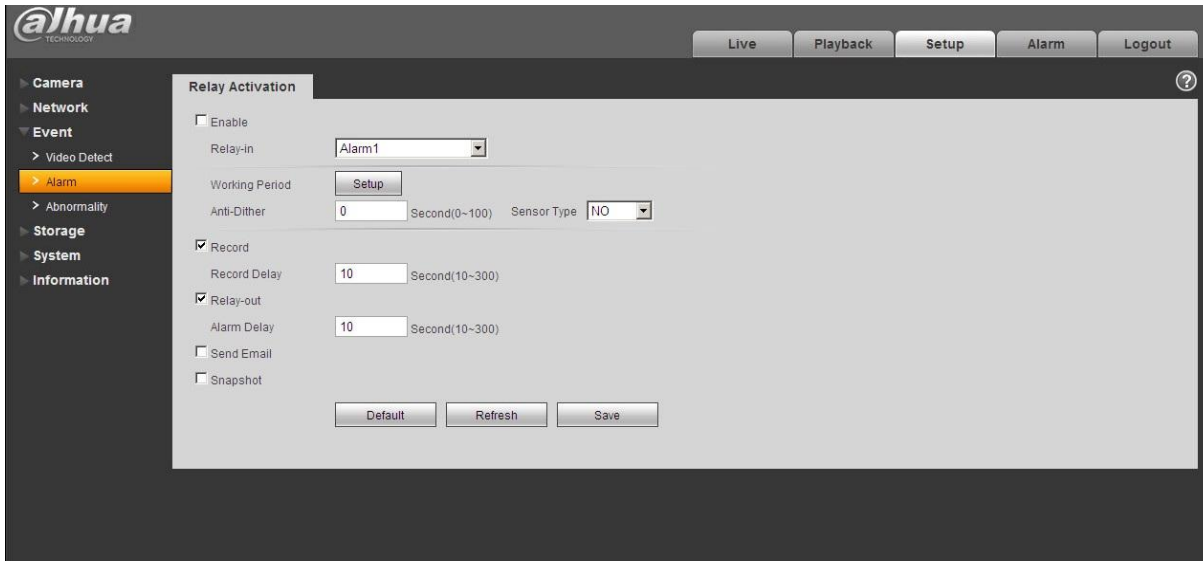 alhua
TECHNOLOGY
Live Playback Setup Alarm Logout
Camera
Network
Event
> Video Detect
> Alarm
> Abnormality
Storage
System
Information
Relay Activation
?
Enable
Relay-in Alarm1
Working Period Setup
Anti-Dither 0 Second(0~100) Sensor Type NO
Record
Record Delay 10 Second(10~300)
Relay-out
Alarm Delay 10 Second(10~300)
Send Email
Snapshot
Default Refresh Save